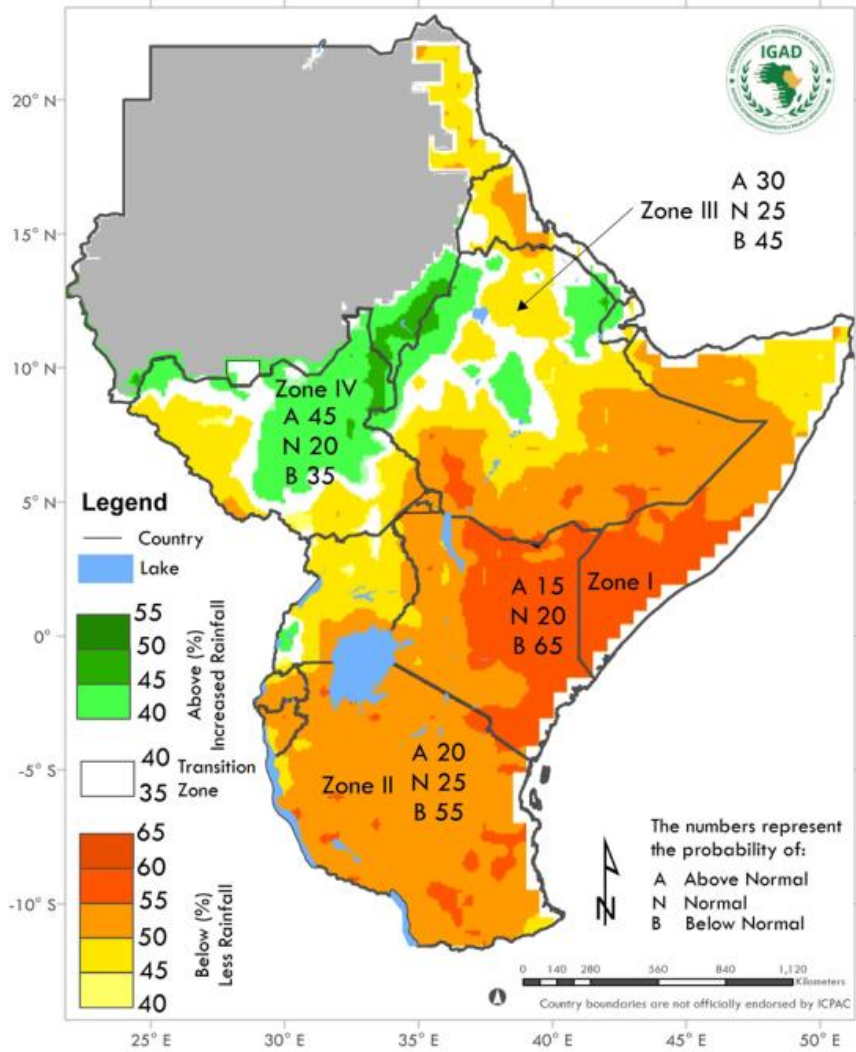 20° N
15° N
10° N
5° N
0°
-5° S
-10° S
25° E
30° E
35° E
40° E
45° E
50° E
IGAD
Zone III
A 30
N 25
B 45
Zone IV
A 45
N 20
B 35
Zone I
A 15
N 20
B 65
Zone II
A 20
N 25
B 55
Legend
Country
Lake
55
50
45
40
Above (%)
Increased Rainfall
40
35
Transition
Zone
65
60
55
50
45
40
Below (%)
Less Rainfall
The numbers represent
the probability of:
A Above Normal
N Normal
B Below Normal
N
0 140 280 560 840 1,120
Kilometers
Country boundaries are not officially endorsed by ICPAC